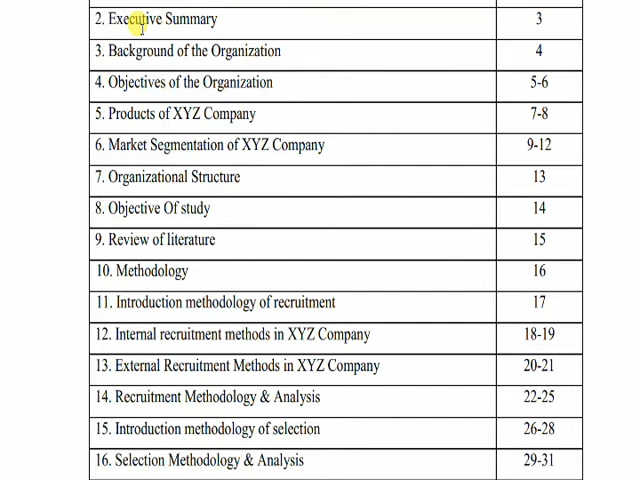 2. Executive Summary 3
3. Background of the Organization 4
4. Objectives of the Organization 5-6
5. Products of XYZ Company 7-8
6. Market Segmentation of XYZ Company 9-12
7. Organizational Structure 13
8. Objective Of study 14
9. Review of literature 15
10. Methodology 16
11. Introduction methodology of recruitment 17
12. Internal recruitment methods in XYZ Company 18-19
13. External Recruitment Methods in XYZ Company 20-21
14. Recruitment Methodology & Analysis 22-25
15. Introduction methodology of selection 26-28
16. Selection Methodology & Analysis 29-31